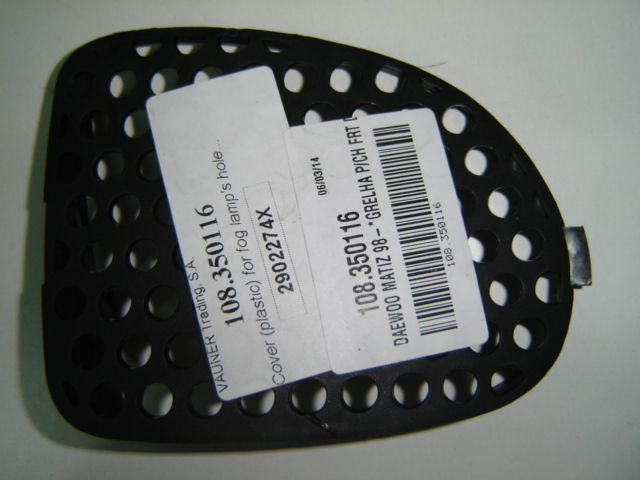 VAUNER Trading, S.A.
108.350116
Cover (plastic) for fog lamp's hole...
2902274X
06/03/14
108.350116
DAEWOO MATIZ 98 - *GRELHA P/CH FRT
108.350116